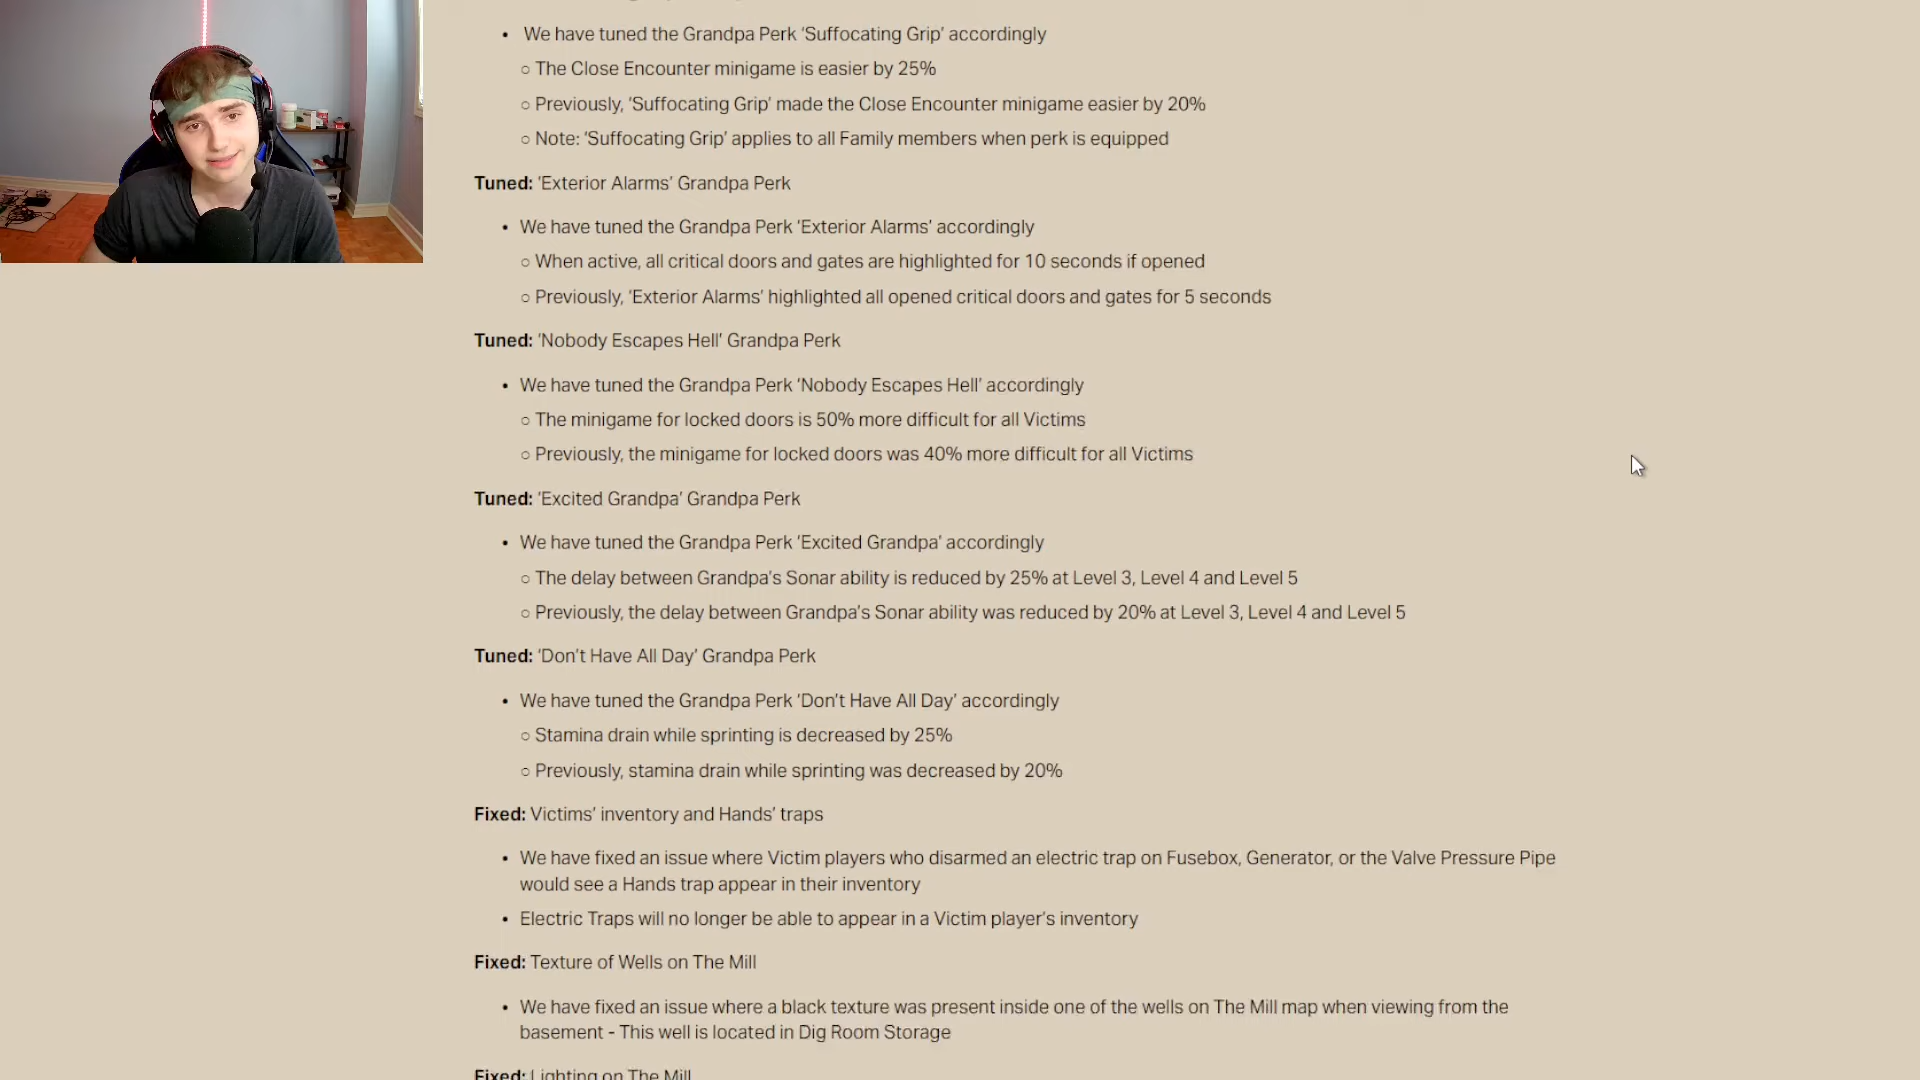 • We have tuned the Grandpa Perk ‘Suffocating Grip’ accordingly
○ The Close Encounter minigame is easier by 25%
○ Previously, ‘Suffocating Grip’ made the Close Encounter minigame easier by 20%
○ Note: ‘Suffocating Grip’ applies to all Family members when perk is equipped
Tuned: ‘Exterior Alarms’ Grandpa Perk
• We have tuned the Grandpa Perk ‘Exterior Alarms’ accordingly
○ When active, all critical doors and gates are highlighted for 10 seconds if opened
○ Previously, ‘Exterior Alarms’ highlighted all opened critical doors and gates for 5 seconds
Tuned: ‘Nobody Escapes Hell’ Grandpa Perk
• We have tuned the Grandpa Perk ‘Nobody Escapes Hell’ accordingly
○ The minigame for locked doors is 50% more difficult for all Victims
○ Previously, the minigame for locked doors was 40% more difficult for all Victims
Tuned: ‘Excited Grandpa’ Grandpa Perk
• We have tuned the Grandpa Perk ‘Excited Grandpa’ accordingly
○ The delay between Grandpa’s Sonar ability is reduced by 25% at Level 3, Level 4 and Level 5
○ Previously, the delay between Grandpa’s Sonar ability was reduced by 20% at Level 3, Level 4 and Level 5
Tuned: ‘Don’t Have All Day’ Grandpa Perk
• We have tuned the Grandpa Perk ‘Don’t Have All Day’ accordingly
○ Stamina drain while sprinting is decreased by 25%
○ Previously, stamina drain while sprinting was decreased by 20%
Fixed: Victims’ inventory and Hands’ traps
• We have fixed an issue where Victim players who disarmed an electric trap on Fusebox, Generator, or the Valve Pressure Pipe
would see a Hands trap appear in their inventory
• Electric Traps will no longer be able to appear in a Victim player’s inventory
Fixed: Texture of Wells on The Mill
• We have fixed an issue where a black texture was present inside one of the wells on The Mill map when viewing from the
basement - This well is located in Dig Room Storage
Fixed: Lighting on The Mill